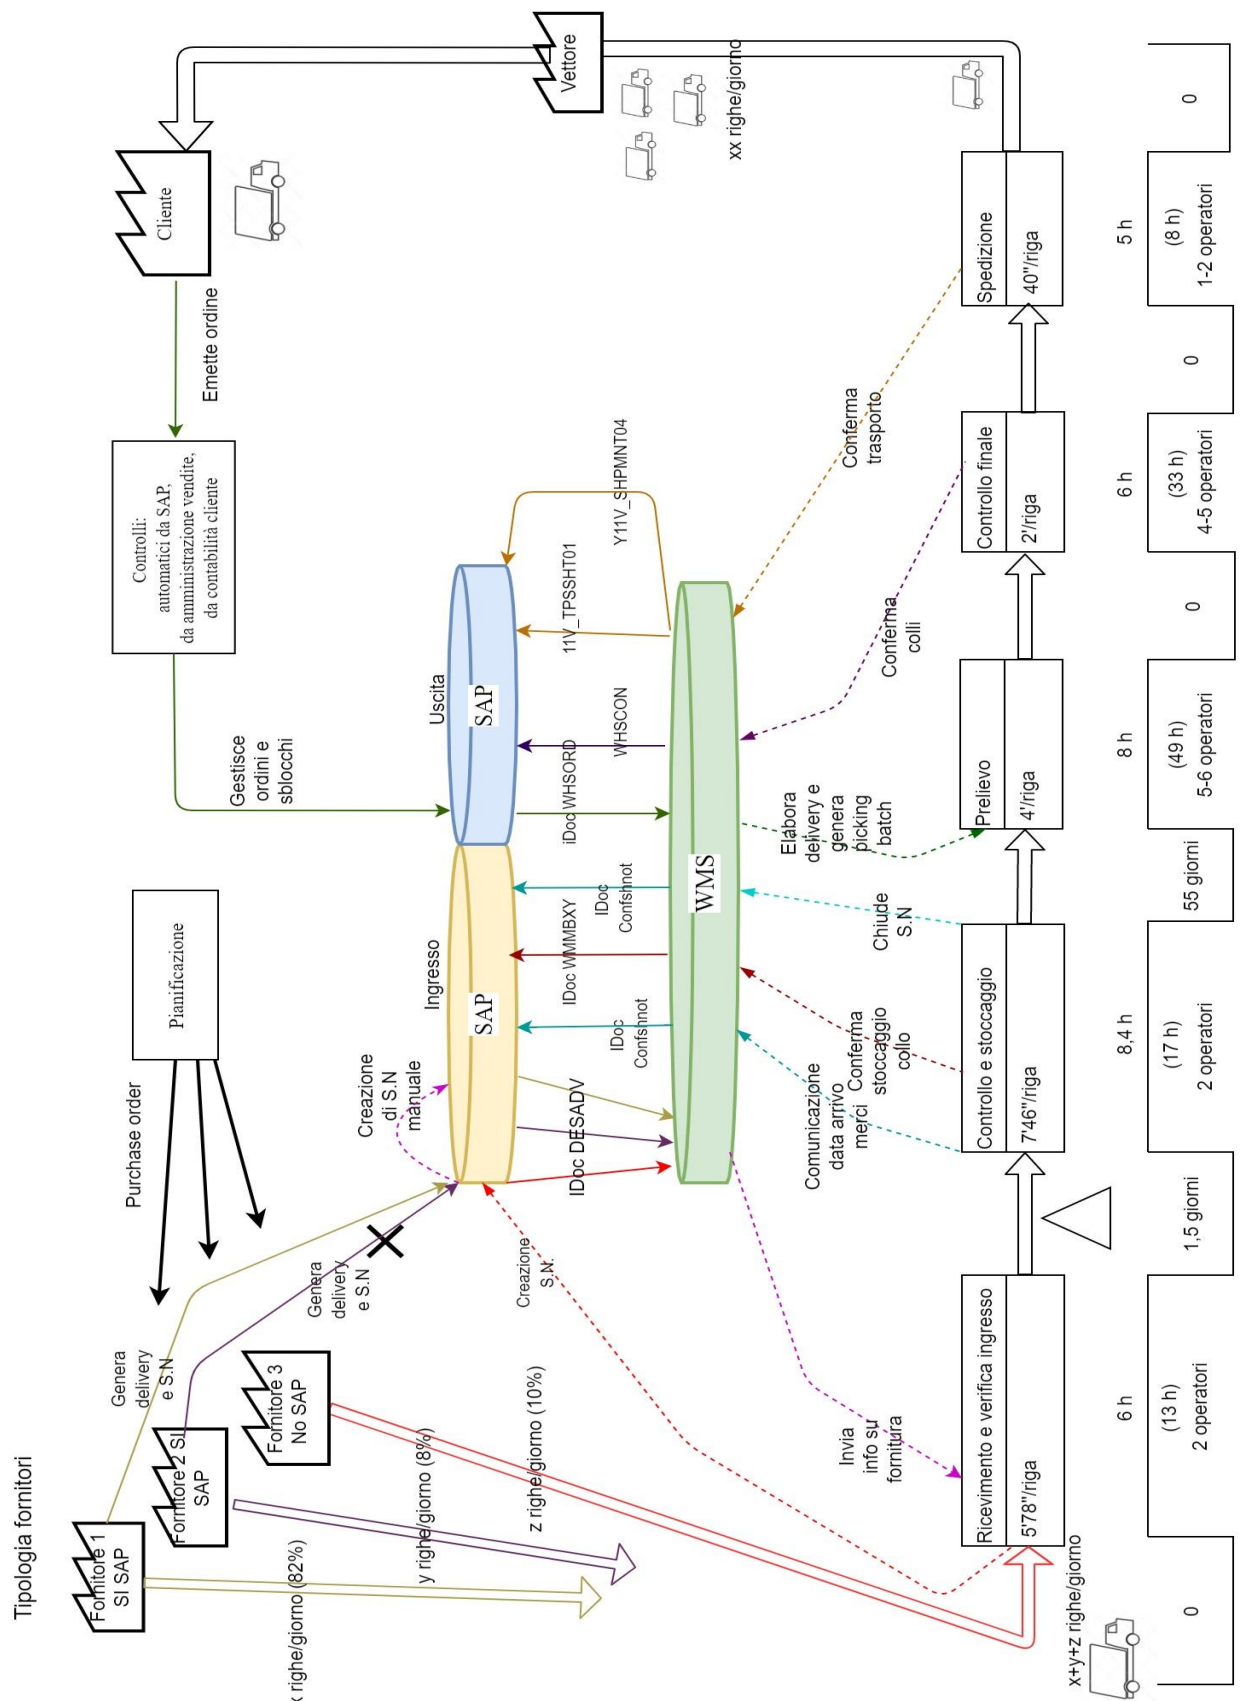 Tipologia fornitori
Fornitore 1
SI SAP
Fornitore 2 SI
SAP
Fornitore 3
No SAP
x righe/giorno (82%)
y righe/giorno (8%)
z righe/giorno (10%)
x+y+z righe/giorno
Genera
delivery
e S.N
Genera
delivery
e S.N
Purchase order
Pianificazione
Creazione
di S.N
manuale
Creazione
S.N.
Controlli:
automatici da SAP,
da amministrazione vendite,
da contabilità cliente
Gestisce
ordini e
sblocchi
Emette ordine
Cliente
Vettore
xx righe/giorno
Ingresso
SAP
Uscita
SAP
IDoc DESADV
IDoc
Confshnot
IDoc WMMBXY
IDoc
Confshnot
iDoc WHSORD
WHSCON
11V_TPSSHT01
Y11V_SHPMNT04
WMS
Invia
info su
fornitura
Comunicazione
data arrivo
merci
Conferma
stoccaggio
collo
Chiude
S.N
Elabora
delivery e
genera
picking
batch
Conferma
colli
Conferma
trasporto
Ricevimento e verifica ingresso
5'78"/riga
Controllo e stoccaggio
7'46"/riga
Prelievo
4'/riga
Controllo finale
2'/riga
Spedizione
40"/riga
6 h
8,4 h
8 h
6 h
5 h
0
(13 h)
2 operatori
1,5 giorni
(17 h)
2 operatori
55 giorni
(49 h)
5-6 operatori
0
(33 h)
4-5 operatori
0
(8 h)
1-2 operatori
0